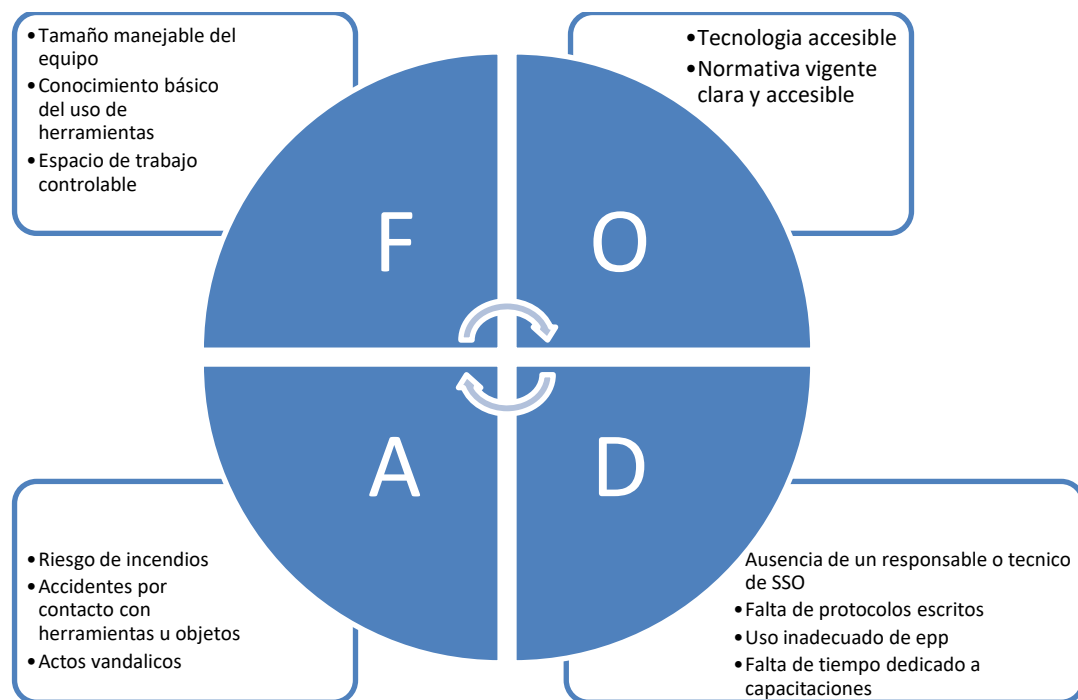 •Tamaño manejable del
equipo
•Conocimiento básico
del uso de
herramientas
•Espacio de trabajo
controlable
•Tecnologia accesible
•Normativa vigente
clara y accesible
F
O
A
D
•Riesgo de incendios
•Accidentes por
contacto con
herramientas u objetos
•Actos vandalicos
Ausencia de un responsable o tecnico
de SSO
•Falta de protocolos escritos
•Uso inadecuado de epp
•Falta de tiempo dedicado a
capacitaciones